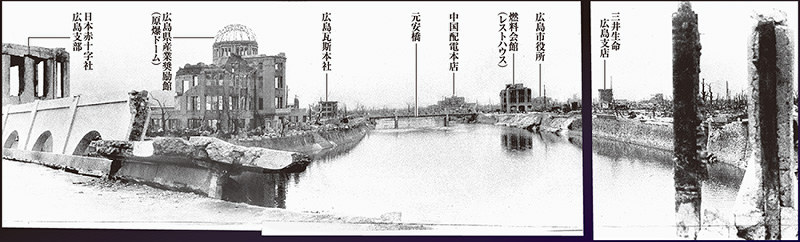 日本赤十字社
広島支部
広島県産業奨励館
(原爆ドーム)
広島瓦斯本社
元安橋
中国配電本店
燃料会館
(レストハウス)
広島市役所
三井生命
広島支店